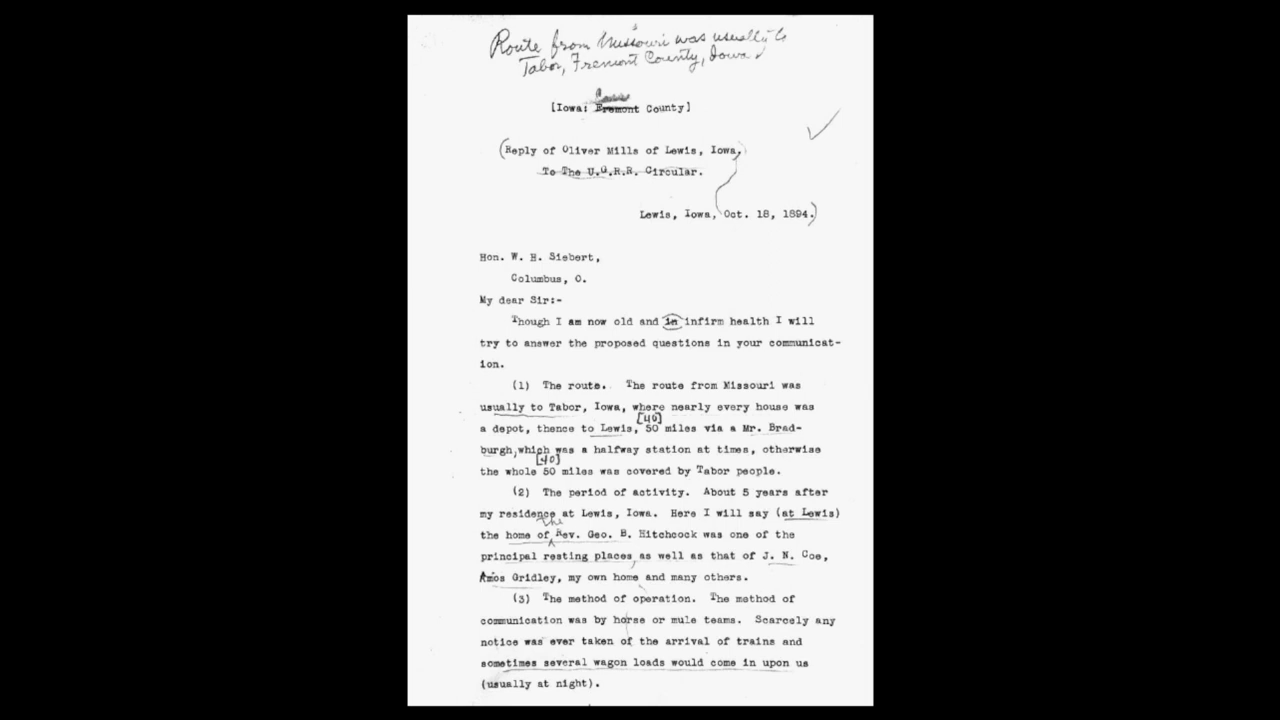 Route from Missouri was usually to
Tabor, Fremont County, Iowa.
Cass
[Iowa: Fremont County]
(Reply of Oliver Mills of Lewis, Iowa,
To The U.G.R.R. Circular.
Lewis, Iowa, Oct. 18, 1894.)
Hon. W. H. Siebert,
Columbus, O.
My dear Sir:-
Though I am now old and in infirm health I will
try to answer the proposed questions in your communicat-
ion.
(1) The route. The route from Missouri was
usually to Tabor, Iowa, where nearly every house was
[40]
a depot, thence to Lewis, 50 miles via a Mr. Brad-
burgh, which was a halfway station at times, otherwise
[40]
the whole 50 miles was covered by Tabor people.
(2) The period of activity. About 5 years after
my residence at Lewis, Iowa. Here I will say (at Lewis)
the
the home of Rev. Geo. B. Hitchcock was one of the
principal resting places, as well as that of J. N. Coe,
Amos Gridley, my own home and many others.
(3) The method of operation. The method of
communication was by horse or mule teams. Scarcely any
notice was ever taken of the arrival of trains and
sometimes several wagon loads would come in upon us
(usually at night).